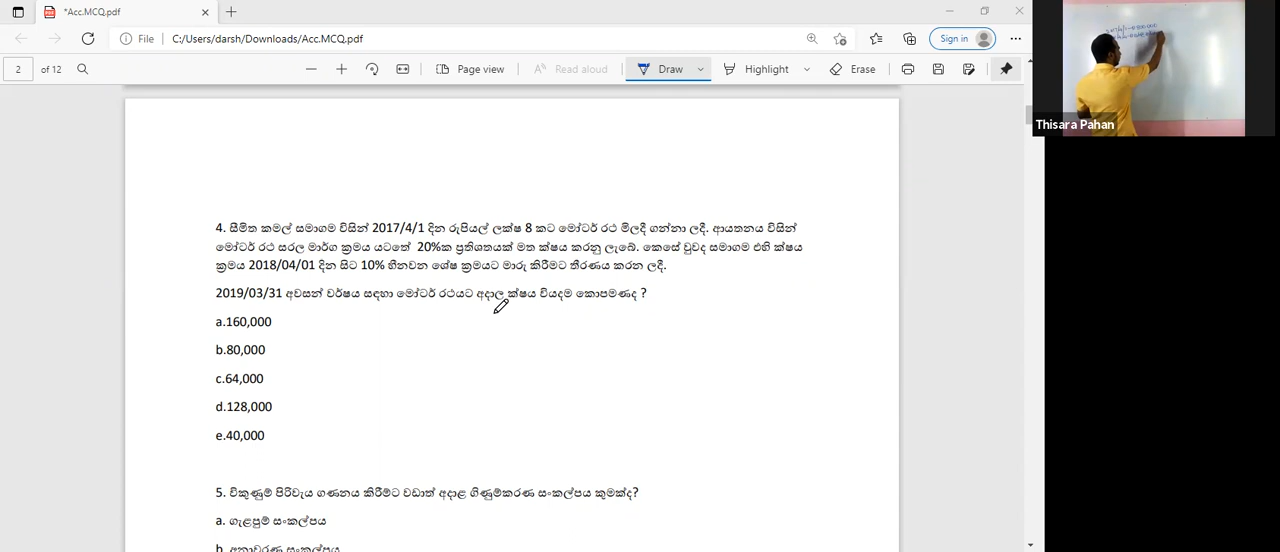 *Acc.MCQ.pdf
File
C:/Users/darsh/Downloads/Acc.MCQ.pdf
Sign in
2 of 12
Page view
Read aloud
Draw
Highlight
Erase
Thisara Pahan
4. සීමිත කමල් සමාගම විසින් 2017/4/1 දින රුපියල් ලක්ෂ 8 කට මෝටර් රථ මිලදී ගන්නා ලදී. ආයතනය විසින්
මෝටර් රථ සරල මාර්ග ක්‍රමය යටතේ 20%ක ප්‍රතිශතයක් මත ක්ෂය කරනු ලැබේ. කෙසේ වුවද සමාගම එහි ක්ෂය
ක්‍රමය 2018/04/01 දින සිට 10% හීනවන ශේෂ ක්‍රමයට මාරු කිරීමට තීරණය කරන ලදී.
2019/03/31 අවසන් වර්ෂය සඳහා මෝටර් රථයට අදාල ක්ෂය වියදම කොපමණද ?
a.160,000
b.80,000
c.64,000
d.128,000
e.40,000
5. විකුණුම් පිරිවැය ගණනය කිරීම්ට වඩාත් අදාළ ගිණුම්කරණ සංකල්පය කුමක්ද?
a. ගැළපුම් සංකල්පය
b. අනාවරණ සංකල්පය